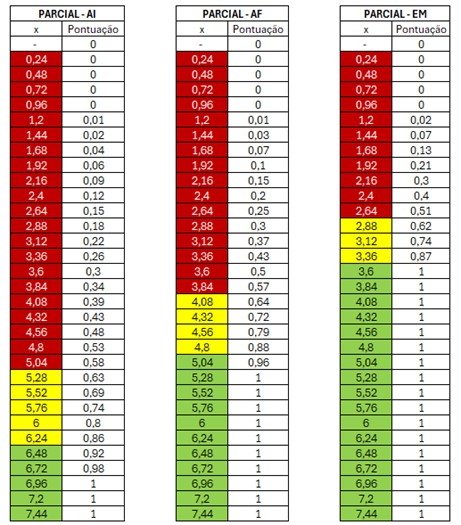 PARCIAL - AI PARCIAL - AF PARCIAL - EM
x Pontuação x Pontuação x Pontuação
- 0 - 0 - 0
0,24 0 0,24 0 0,24 0
0,48 0 0,48 0 0,48 0
0,72 0 0,72 0 0,72 0
0,96 0 0,96 0 0,96 0
1,2 0,01 1,2 0,01 1,2 0,02
1,44 0,02 1,44 0,03 1,44 0,07
1,68 0,04 1,68 0,07 1,68 0,13
1,92 0,06 1,92 0,1 1,92 0,21
2,16 0,09 2,16 0,15 2,16 0,3
2,4 0,12 2,4 0,2 2,4 0,4
2,64 0,15 2,64 0,25 2,64 0,51
2,88 0,18 2,88 0,3 2,88 0,62
3,12 0,22 3,12 0,37 3,12 0,74
3,36 0,26 3,36 0,43 3,36 0,87
3,6 0,3 3,6 0,5 3,6 1
3,84 0,34 3,84 0,57 3,84 1
4,08 0,39 4,08 0,64 4,08 1
4,32 0,43 4,32 0,72 4,32 1
4,56 0,48 4,56 0,79 4,56 1
4,8 0,53 4,8 0,88 4,8 1
5,04 0,58 5,04 0,96 5,04 1
5,28 0,63 5,28 1 5,28 1
5,52 0,69 5,52 1 5,52 1
5,76 0,74 5,76 1 5,76 1
6 0,8 6 1 6 1
6,24 0,86 6,24 1 6,24 1
6,48 0,92 6,48 1 6,48 1
6,72 0,98 6,72 1 6,72 1
6,96 1 6,96 1 6,96 1
7,2 1 7,2 1 7,2 1
7,44 1 7,44 1 7,44 1